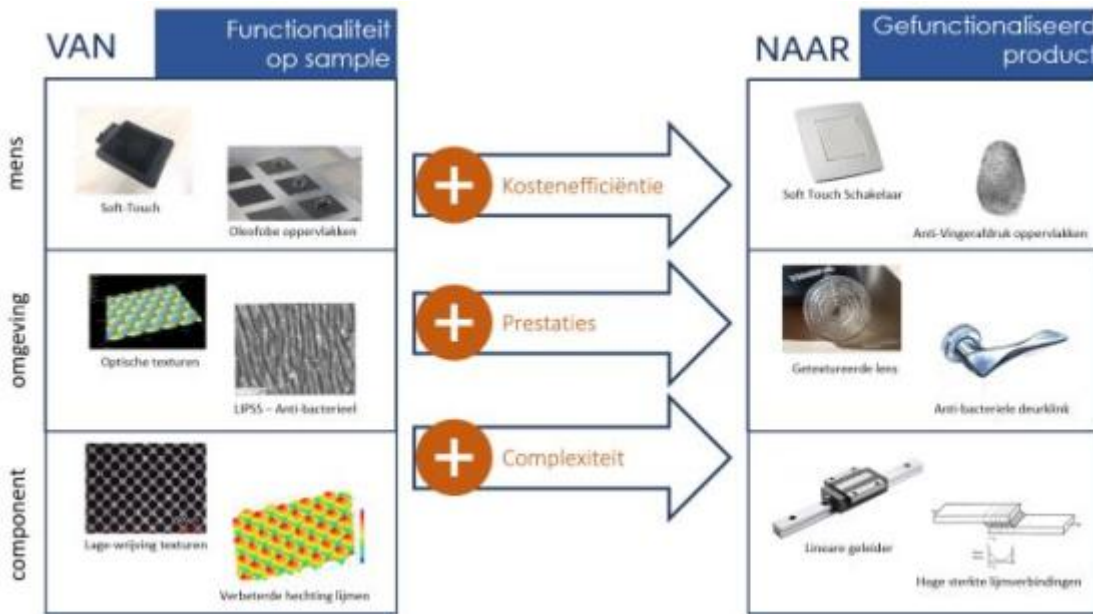 VAN
Functionaliteit
op sample
NAAR
Gefunctionaliseerd
product
mens
Soft-Touch
Oleofobe oppervlakken
Kostenefficiëntie
Soft Touch Schakelaar
Anti-Vingerafdruk oppervlakken
omgeving
Optische texturen
LIPSS – Anti-bacterieel
Prestaties
Getextureerde lens
Anti-bacteriele deurklink
component
Lage-wrijving texturen
Verbeterde hechting lijmen
Complexiteit
Lineare geleider
Hoge sterkte lijmverbindingen